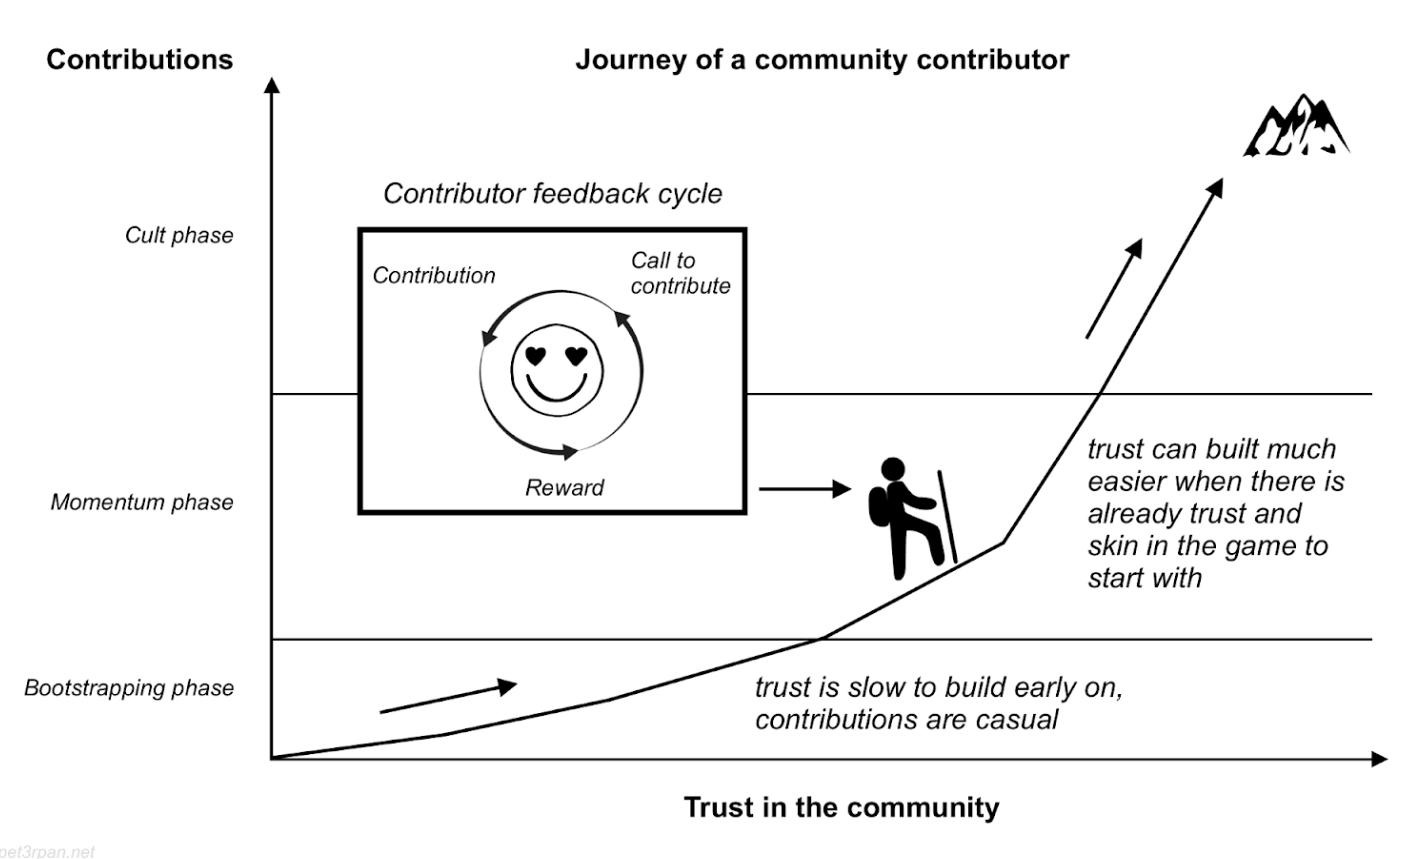 Contributions
Journey of a community contributor
Contributor feedback cycle
Cult phase
Contribution
Call to
contribute
Reward
Momentum phase
trust can built much
easier when there is
already trust and
skin in the game to
start with
Bootstrapping phase
trust is slow to build early on,
contributions are casual
Trust in the community
pet3rpan.net